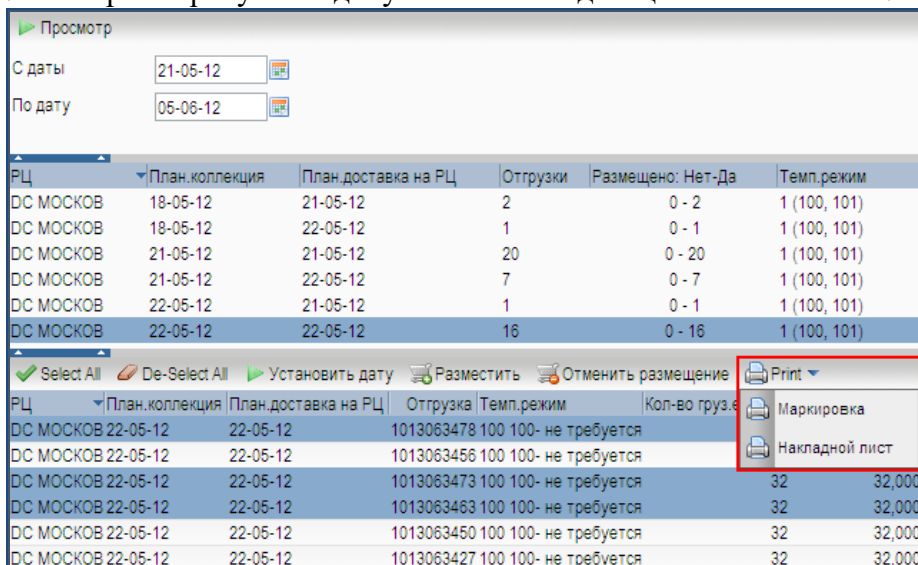 Просмотр
С даты 21-05-12
По дату 05-06-12
РЦ План.коллекция План.доставка на РЦ Отгрузки Размещено: Нет-Да Темп.режим
DC МОСКОВ 18-05-12 21-05-12 2 0 - 2 1 (100, 101)
DC МОСКОВ 18-05-12 22-05-12 1 0 - 1 1 (100, 101)
DC МОСКОВ 21-05-12 21-05-12 20 0 - 20 1 (100, 101)
DC МОСКОВ 21-05-12 22-05-12 7 0 - 7 1 (100, 101)
DC МОСКОВ 22-05-12 21-05-12 1 0 - 1 1 (100, 101)
DC МОСКОВ 22-05-12 22-05-12 16 0 - 16 1 (100, 101)
Select All De-Select All Установить дату Разместить Отменить размещение Print
РЦ План.коллекция План.доставка на РЦ Отгрузка Темп.режим Кол-во груз.е Маркировка
DC МОСКОВ 22-05-12 22-05-12 1013063478 100 100- не требуется
DC МОСКОВ 22-05-12 22-05-12 1013063456 100 100- не требуется Накладной лист
DC МОСКОВ 22-05-12 22-05-12 1013063473 100 100- не требуется 32 32,000
DC МОСКОВ 22-05-12 22-05-12 1013063463 100 100- не требуется 32 32,000
DC МОСКОВ 22-05-12 22-05-12 1013063450 100 100- не требуется 32 32,000
DC МОСКОВ 22-05-12 22-05-12 1013063427 100 100- не требуется 32 32,000